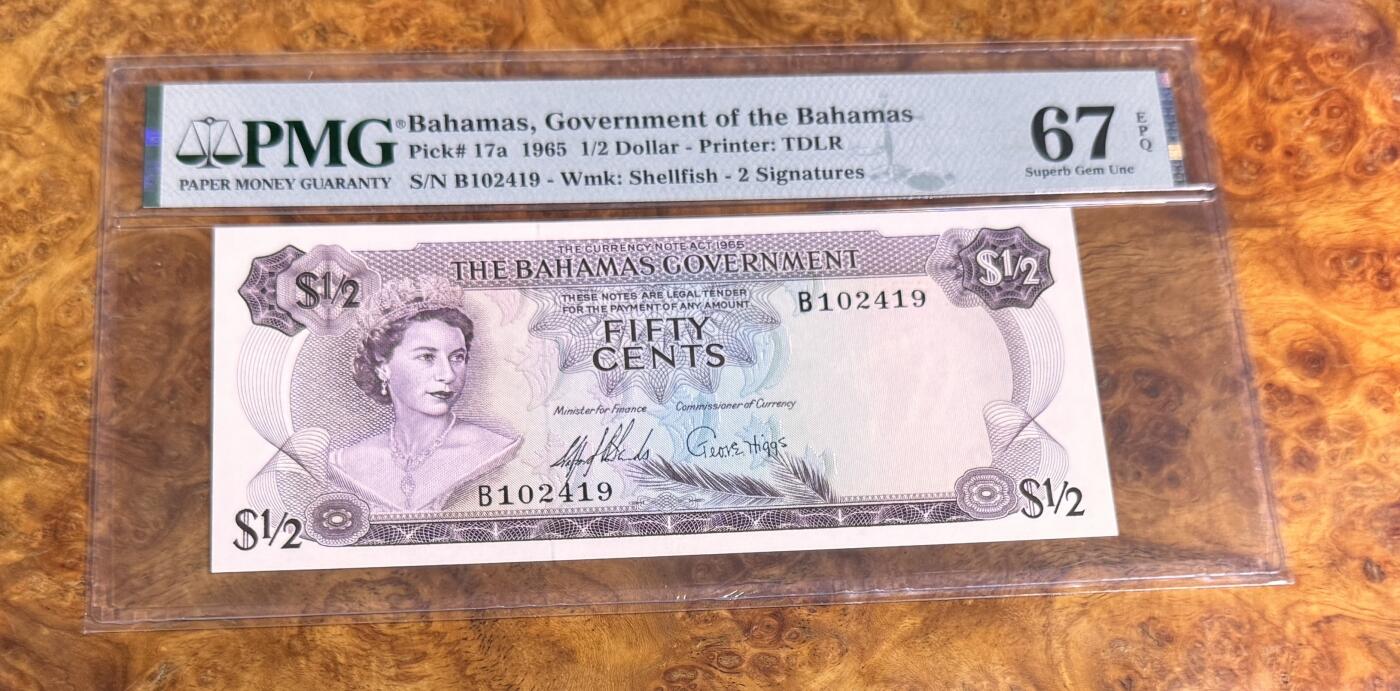 PMG®
PAPER MONEY GUARANTY
Bahamas, Government of the Bahamas
Pick# 17a 1965 1/2 Dollar - Printer: TDLR
S/N B102419 - Wmk: Shellfish - 2 Signatures
67
EPQ
Superb Gem Unc
THE CURRENCY NOTE ACT 1965
THE BAHAMAS GOVERNMENT
$1/2
$1/2
THESE NOTES ARE LEGAL TENDER
FOR THE PAYMENT OF ANY AMOUNT
B102419
FIFTY
CENTS
Minister for Finance
Commissioner of Currency
B102419
$1/2
$1/2